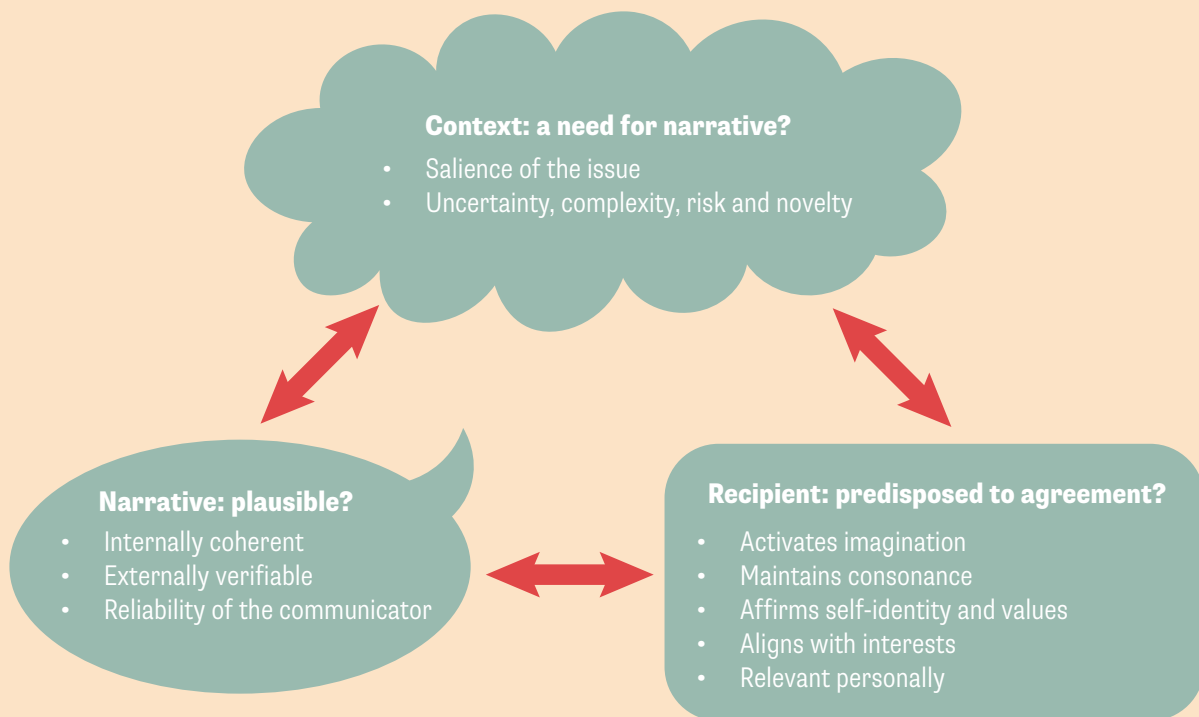 Context: a need for narrative?
• Salience of the issue
• Uncertainty, complexity, risk and novelty
Narrative: plausible?
• Internally coherent
• Externally verifiable
• Reliability of the communicator
Recipient: predisposed to agreement?
• Activates imagination
• Maintains consonance
• Affirms self-identity and values
• Aligns with interests
• Relevant personally